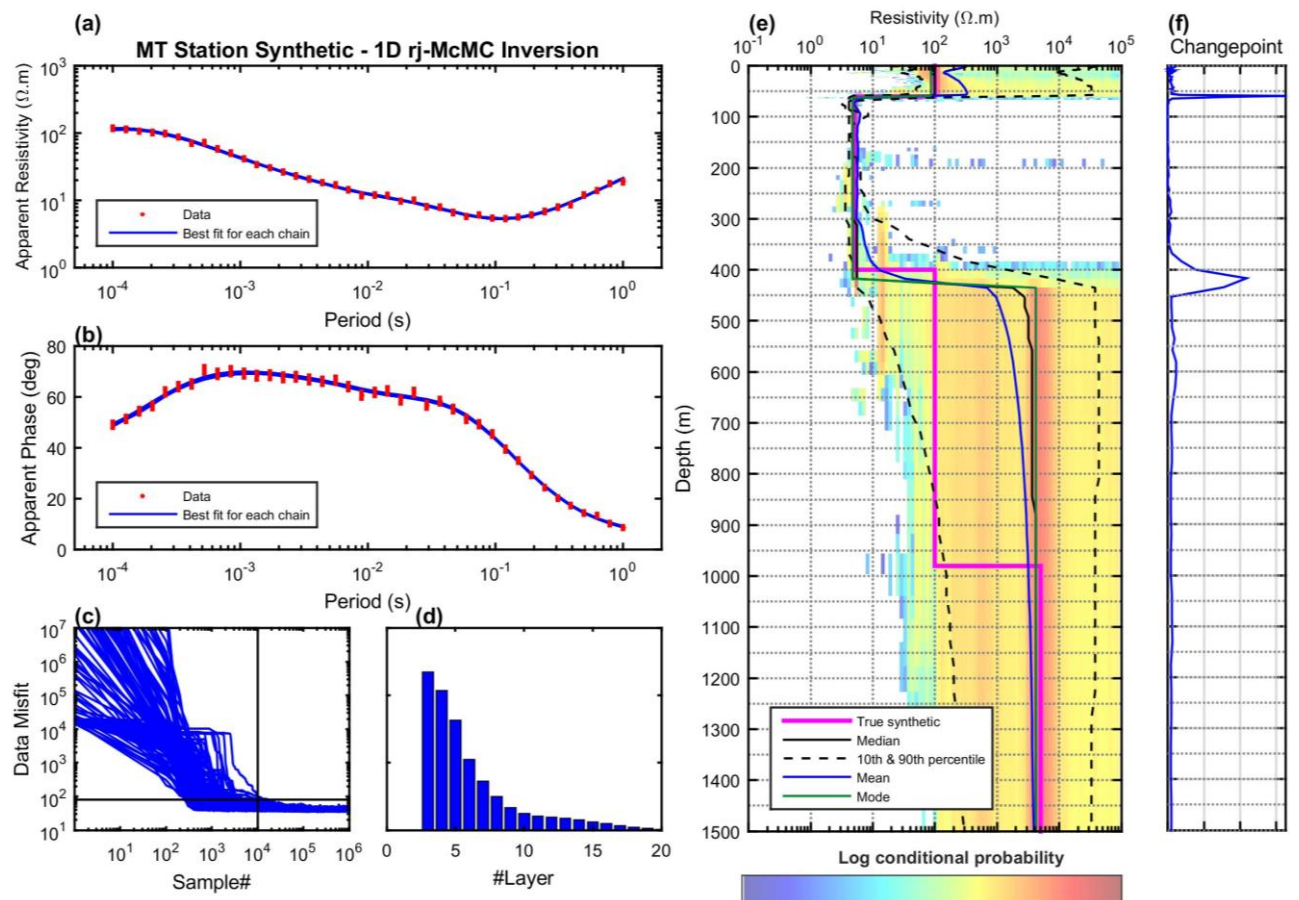 (a)
MT Station Synthetic - 1D rj-McMC Inversion
Apparent Resistivity (Ω.m)
10^3
10^2
10^1
10^0
Data
Best fit for each chain
10^-4
10^-3
10^-2
10^-1
10^0
Period (s)
(b)
Apparent Phase (deg)
80
60
40
20
0
Data
Best fit for each chain
10^-4
10^-3
10^-2
10^-1
10^0
Period (s)
(c)
Data Misfit
10^7
10^6
10^5
10^4
10^3
10^2
10^1
10^1
10^2
10^3
10^4
10^5
10^6
Sample#
(d)
0
5
10
15
20
#Layer
(e)
Resistivity (Ω.m)
10^-1
10^0
10^1
10^2
10^3
10^4
10^5
Depth (m)
0
100
200
300
400
500
600
700
800
900
1000
1100
1200
1300
1400
1500
True synthetic
Median
10th & 90th percentile
Mean
Mode
Log conditional probability
(f)
Changepoint